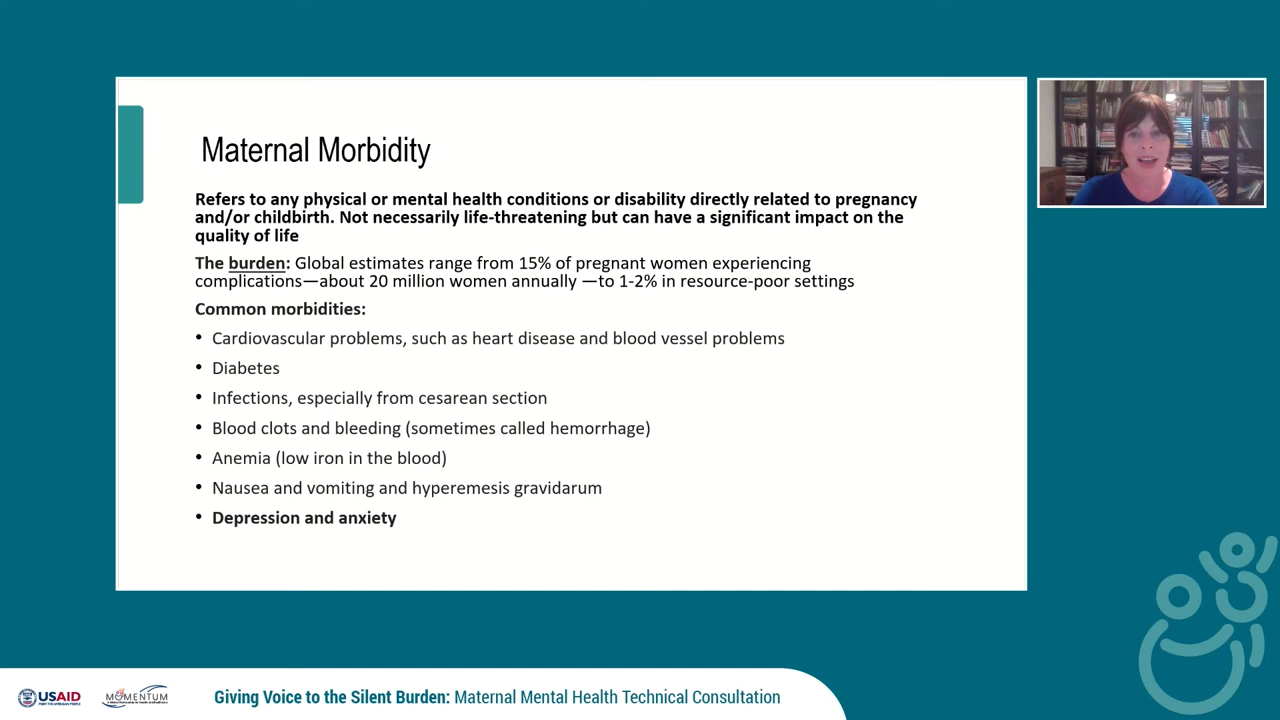 Maternal Morbidity
Refers to any physical or mental health conditions or disability directly related to pregnancy
and/or childbirth. Not necessarily life-threatening but can have a significant impact on the
quality of life
The burden: Global estimates range from 15% of pregnant women experiencing
complications—about 20 million women annually —to 1-2% in resource-poor settings
Common morbidities:
• Cardiovascular problems, such as heart disease and blood vessel problems
• Diabetes
• Infections, especially from cesarean section
• Blood clots and bleeding (sometimes called hemorrhage)
• Anemia (low iron in the blood)
• Nausea and vomiting and hyperemesis gravidarum
• Depression and anxiety
USAID
FROM THE AMERICAN PEOPLE
MOMENTUM
Giving Voice to the Silent Burden: Maternal Mental Health Technical Consultation